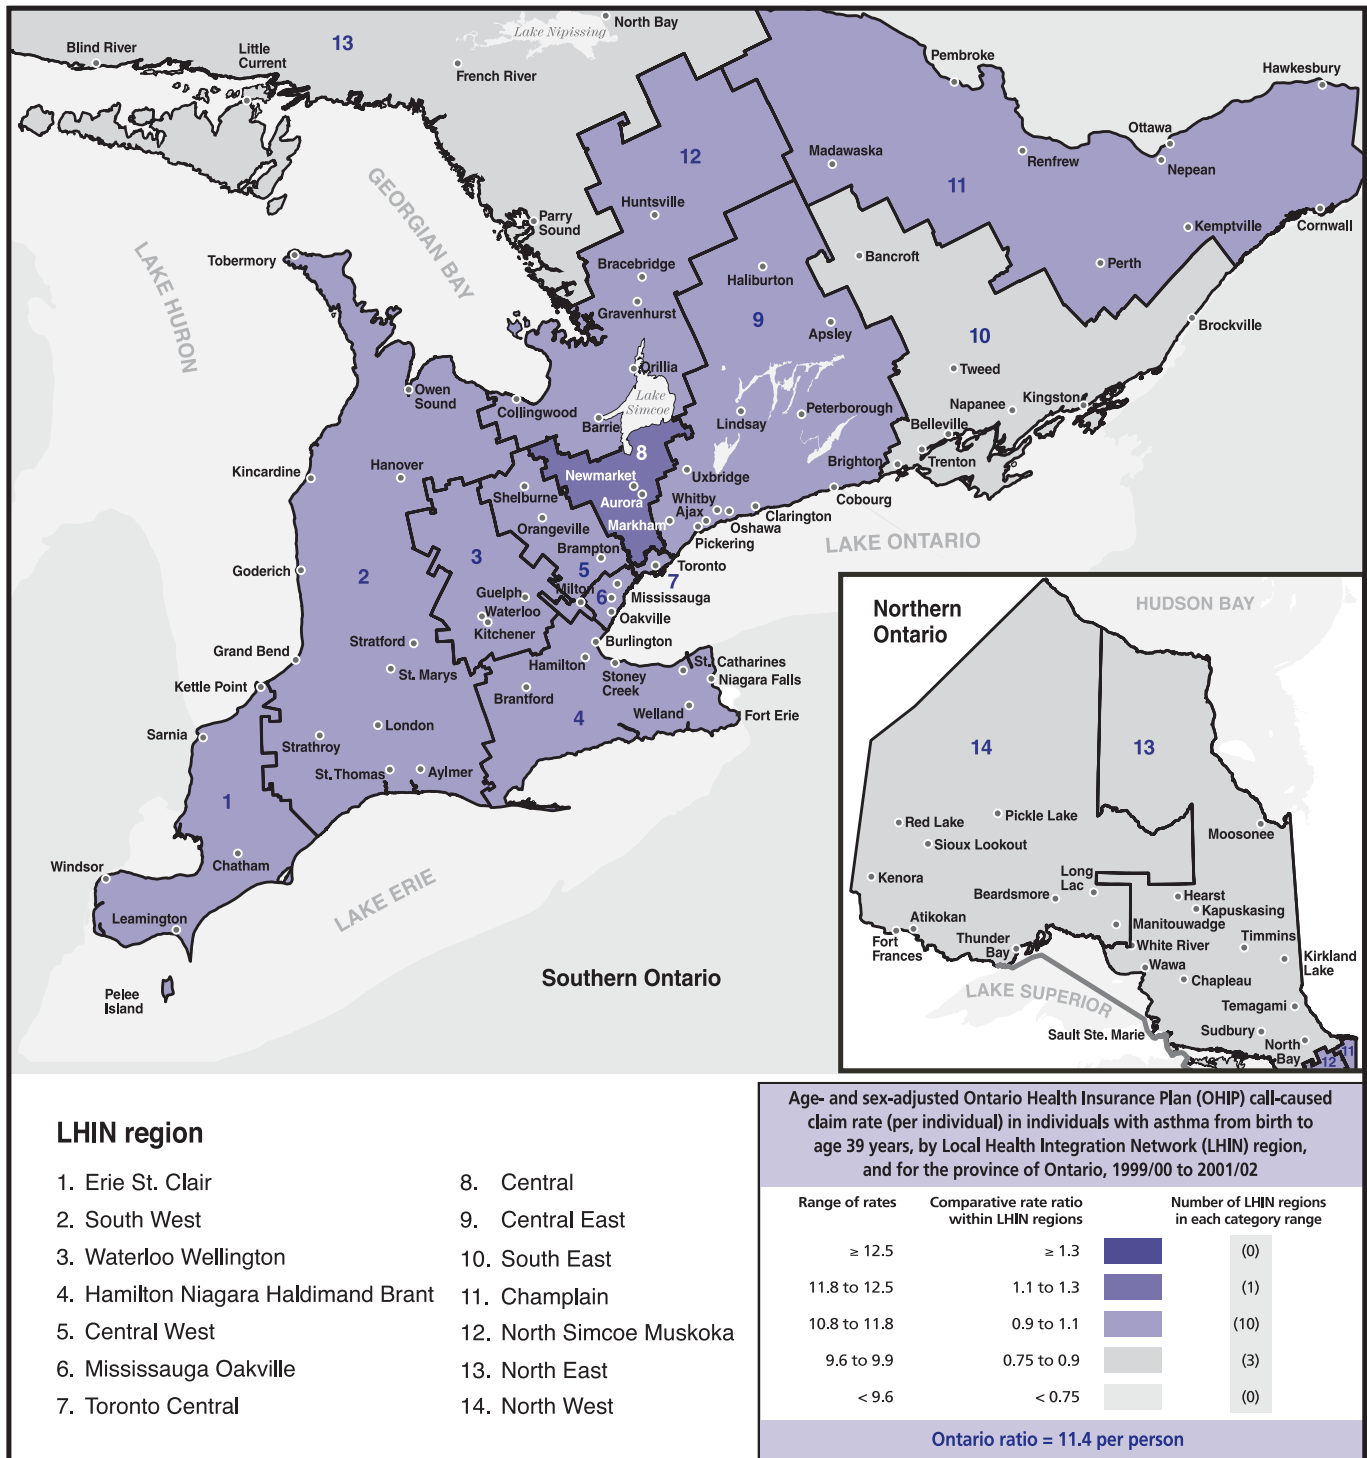 Blind River
Little
Current
13
Lake Nipissing
North Bay
French River
Pembroke
Hawkesbury
12
Madawaska
11
Renfrew
Ottawa
Nepean
GEORGIAN BAY
Parry
Sound
Huntsville
Kemptville
Cornwall
LAKE HURON
Tobermory
Bracebridge
Gravenhurst
Haliburton
9
Apsley
Bancroft
Perth
10
Brockville
Owen
Sound
Collingwood
Orillia
Lake
Simcoe
Barrie
Lindsay
Peterborough
Tweed
Napanee
Kingston
Belleville
Trenton
Brighton
Kincardine
Hanover
8
Newmarket
Aurora
Markham
Uxbridge
Whitby
Ajax
Oshawa
Clarington
Pickering
Cobourg
Shelburne
Orangeville
Brampton
LAKE ONTARIO
Goderich
2
3
5
Milton
6
7
Toronto
Mississauga
Oakville
Guelph
Waterloo
Kitchener
Burlington
Stratford
St. Marys
Hamilton
Stoney
Creek
St. Catharines
Niagara Falls
Grand Bend
Kettle Point
Brantford
4
Welland
Fort Erie
Sarnia
Strathroy
London
St. Thomas
Aylmer
1
Chatham
Windsor
Leamington
LAKE ERIE
Pelee
Island
Southern Ontario
Northern
Ontario
HUDSON BAY
14
13
Red Lake
Pickle Lake
Sioux Lookout
Moosonee
Kenora
Beardsmore
Long
Lac
Hearst
Kapuskasing
Atikokan
Manitouwadge
Timmins
Fort
Frances
Thunder
Bay
White River
Wawa
Kirkland
Lake
Chapleau
LAKE SUPERIOR
Temagami
Sault Ste. Marie
Sudbury
North
Bay
12
11
LHIN region
1. Erie St. Clair
2. South West
3. Waterloo Wellington
4. Hamilton Niagara Haldimand Brant
5. Central West
6. Mississauga Oakville
7. Toronto Central
8. Central
9. Central East
10. South East
11. Champlain
12. North Simcoe Muskoka
13. North East
14. North West
Age- and sex-adjusted Ontario Health Insurance Plan (OHIP) call-caused
claim rate (per individual) in individuals with asthma from birth to
age 39 years, by Local Health Integration Network (LHIN) region,
and for the province of Ontario, 1999/00 to 2001/02
Range of rates Comparative rate ratio Number of LHIN regions
within LHIN regions in each category range
≥ 12.5 ≥ 1.3 (0)
11.8 to 12.5 1.1 to 1.3 (1)
10.8 to 11.8 0.9 to 1.1 (10)
9.6 to 9.9 0.75 to 0.9 (3)
< 9.6 < 0.75 (0)
Ontario ratio = 11.4 per person